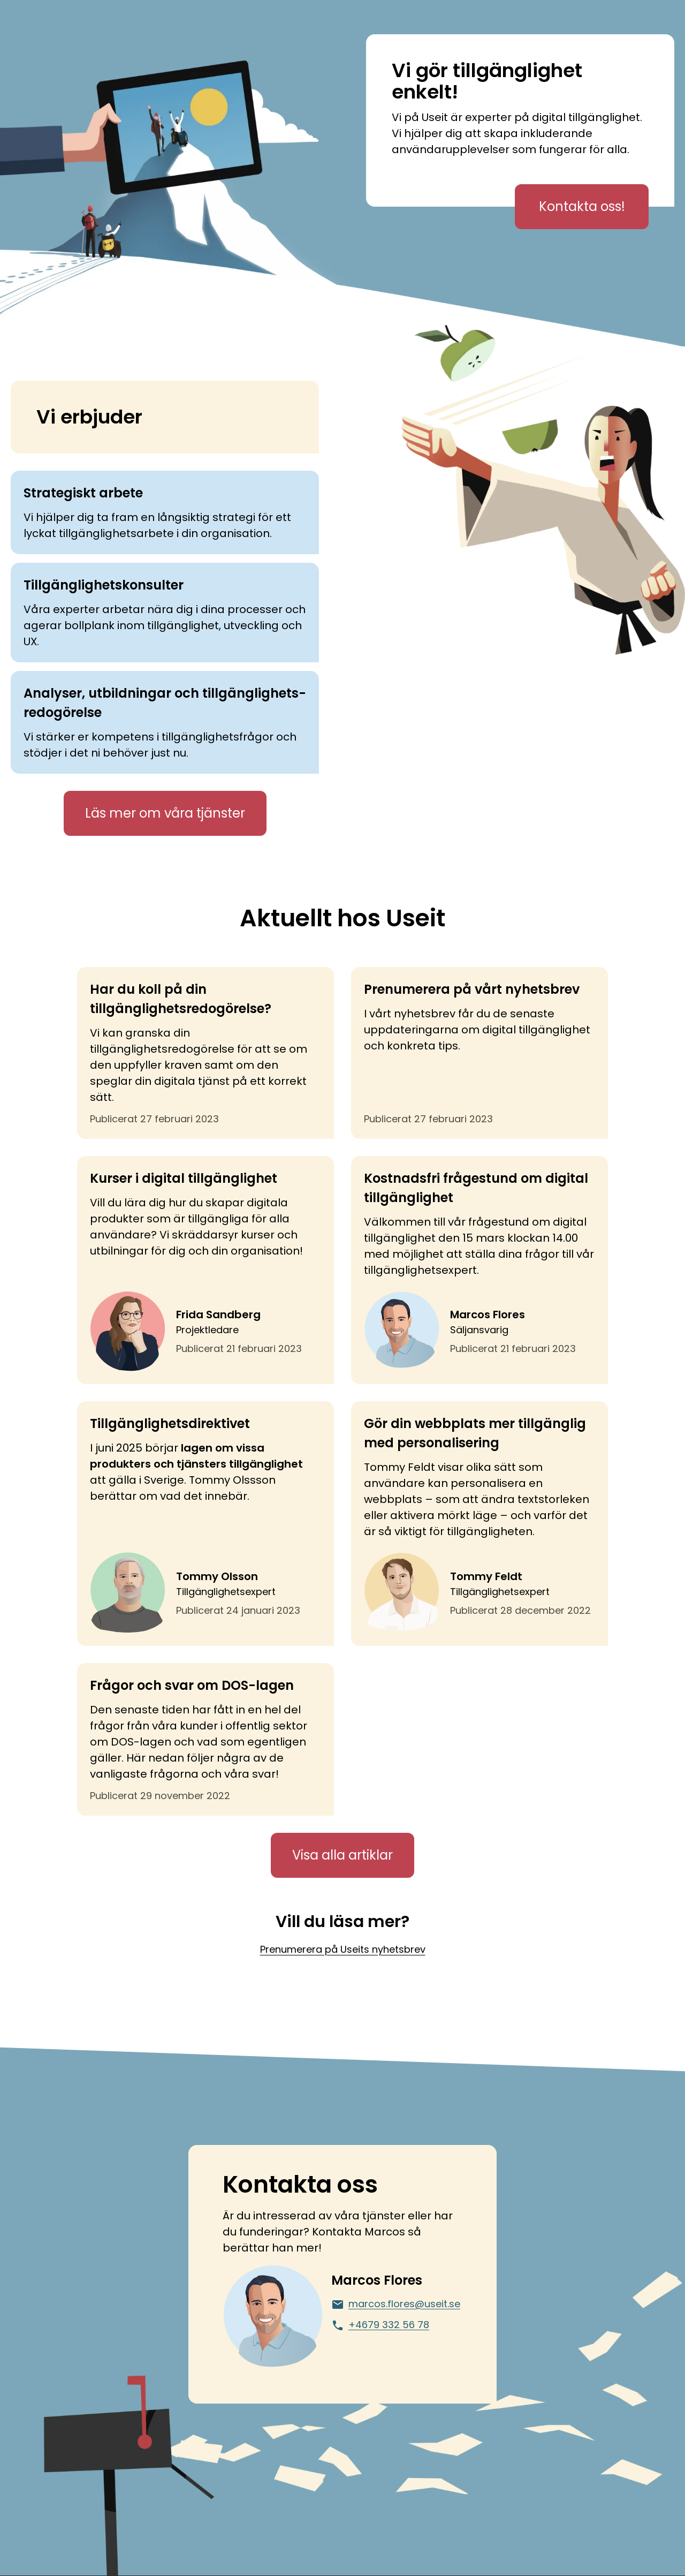 Vi gör tillgänglighet
enkelt!
Vi på Useit är experter på digital tillgänglighet.
Vi hjälper dig att skapa inkluderande
användarupplevelser som fungerar för alla.
Kontakta oss!
Vi erbjuder
Strategiskt arbete
Vi hjälper dig ta fram en långsiktig strategi för ett
lyckat tillgänglighetsarbete i din organisation.
Tillgänglighetskonsulter
Våra experter arbetar nära dig i dina processer och
agerar bollplank inom tillgänglighet, utveckling och
UX.
Analyser, utbildningar och tillgänglighets-
redogörelse
Vi stärker er kompetens i tillgänglighetsfrågor och
stödjer i det ni behöver just nu.
Läs mer om våra tjänster
Aktuellt hos Useit
Har du koll på din
tillgänglighetsredogörelse?
Vi kan granska din
tillgänglighetsredogörelse för att se om
den uppfyller kraven samt om den
speglar din digitala tjänst på ett korrekt
sätt.
Publicerat 27 februari 2023
Prenumerera på vårt nyhetsbrev
I vårt nyhetsbrev får du de senaste
uppdateringarna om digital tillgänglighet
och konkreta tips.
Publicerat 27 februari 2023
Kurser i digital tillgänglighet
Vill du lära dig hur du skapar digitala
produkter som är tillgängliga för alla
användare? Vi skräddarsyr kurser och
utbilningar för dig och din organisation!
Frida Sandberg
Projektledare
Publicerat 21 februari 2023
Kostnadsfri frågestund om digital
tillgänglighet
Välkommen till vår frågestund om digital
tillgänglighet den 15 mars klockan 14.00
med möjlighet att ställa dina frågor till vår
tillgänglighetsexpert.
Marcos Flores
Säljansvarig
Publicerat 21 februari 2023
Tillgänglighetsdirektivet
I juni 2025 börjar lagen om vissa
produkters och tjänsters tillgänglighet
att gälla i Sverige. Tommy Olssson
berättar om vad det innebär.
Tommy Olsson
Tillgänglighetsexpert
Publicerat 24 januari 2023
Gör din webbplats mer tillgänglig
med personalisering
Tommy Feldt visar olika sätt som
användare kan personalisera en
webbplats – som att ändra textstorleken
eller aktivera mörkt läge – och varför det
är så viktigt för tillgängligheten.
Tommy Feldt
Tillgänglighetsexpert
Publicerat 28 december 2022
Frågor och svar om DOS-lagen
Den senaste tiden har fått in en hel del
frågor från våra kunder i offentlig sektor
om DOS-lagen och vad som egentligen
gäller. Här nedan följer några av de
vanligaste frågorna och våra svar!
Publicerat 29 november 2022
Visa alla artiklar
Vill du läsa mer?
Prenumerera på Useits nyhetsbrev
Kontakta oss
Är du intresserad av våra tjänster eller har
du funderingar? Kontakta Marcos så
berättar han mer!
Marcos Flores
marcos.flores@useit.se
+4679 332 56 78